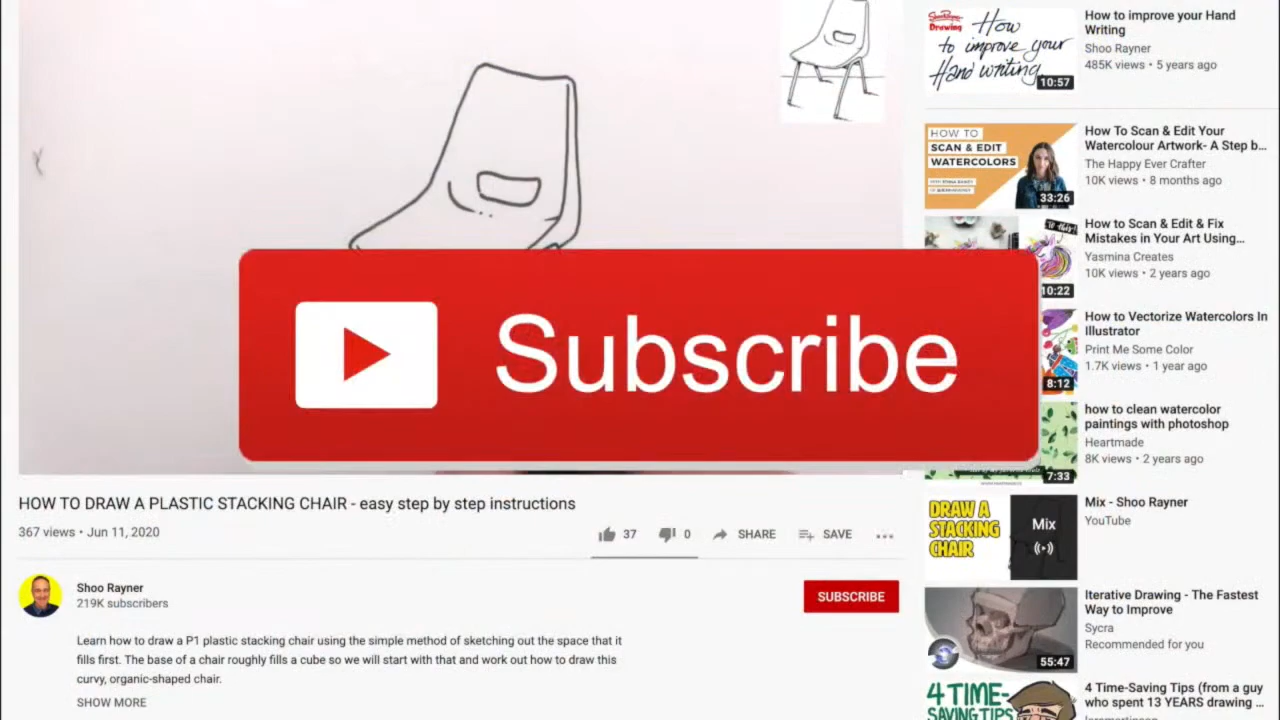 Subscribe
HOW TO DRAW A PLASTIC STACKING CHAIR - easy step by step instructions
367 views • Jun 11, 2020
37
0
SHARE
SAVE
Shoo Rayner
219K subscribers
SUBSCRIBE
Learn how to draw a P1 plastic stacking chair using the simple method of sketching out the space that it
fills first. The base of a chair roughly fills a cube so we will start with that and work out how to draw this
curvy, organic-shaped chair.
SHOW MORE
Shoo Rayner
Drawing
How
to improve your
Hand writing
10:57
How to improve your Hand
Writing
Shoo Rayner
485K views • 5 years ago
HOW TO
SCAN & EDIT
WATERCOLORS
33:26
How To Scan & Edit Your
Watercolour Artwork- A Step b...
The Happy Ever Crafter
10K views • 8 months ago
10:22
How to Scan & Edit & Fix
Mistakes in Your Art Using...
Yasmina Creates
10K views • 2 years ago
8:12
How to Vectorize Watercolors In
Illustrator
Print Me Some Color
1.7K views • 1 year ago
7:33
how to clean watercolor
paintings with photoshop
Heartmade
8K views • 2 years ago
DRAW A
STACKING
CHAIR
Mix
Mix - Shoo Rayner
YouTube
55:47
Iterative Drawing - The Fastest
Way to Improve
Sycra
Recommended for you
4 TIME-
SAVING TIPS
4 Time-Saving Tips (from a guy
who spent 13 YEARS drawing ...